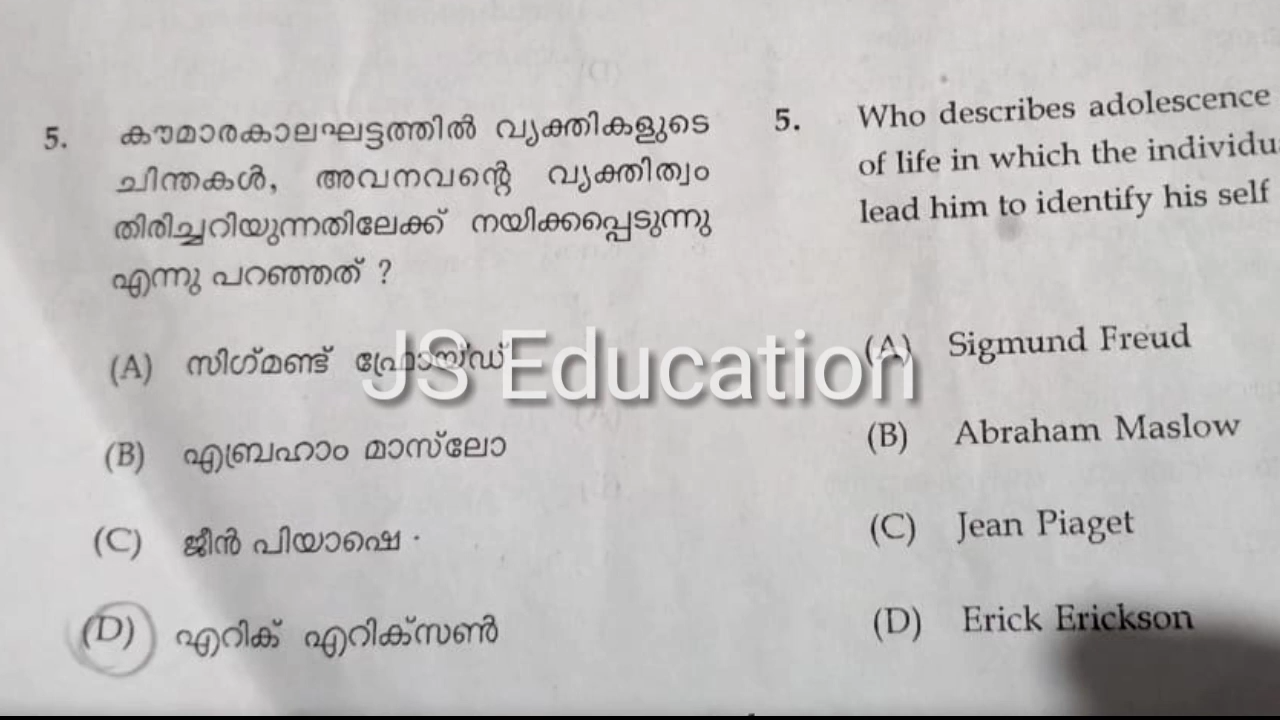 5. കൗമാരകാലഘട്ടത്തിൽ വ്യക്തികളുടെ
ചിന്തകൾ, അവനവന്റെ വ്യക്തിത്വം
തിരിച്ചറിയുന്നതിലേക്ക് നയിക്കപ്പെടുന്നു
എന്നു പറഞ്ഞത് ?
(A) സിഗ്മണ്ട് ഫ്രോയ്ഡ്
(B) എബ്രഹാം മാസ്ലോ
(C) ജീൻ പിയാഷെ
(D) എറിക് എറിക്സൺ
5. Who describes adolescence
of life in which the
lead him to identify his self
(A) Sigmund Freud
(B) Abraham Maslow
(C) Jean Piaget
(D) Erick Erickson
JS Education